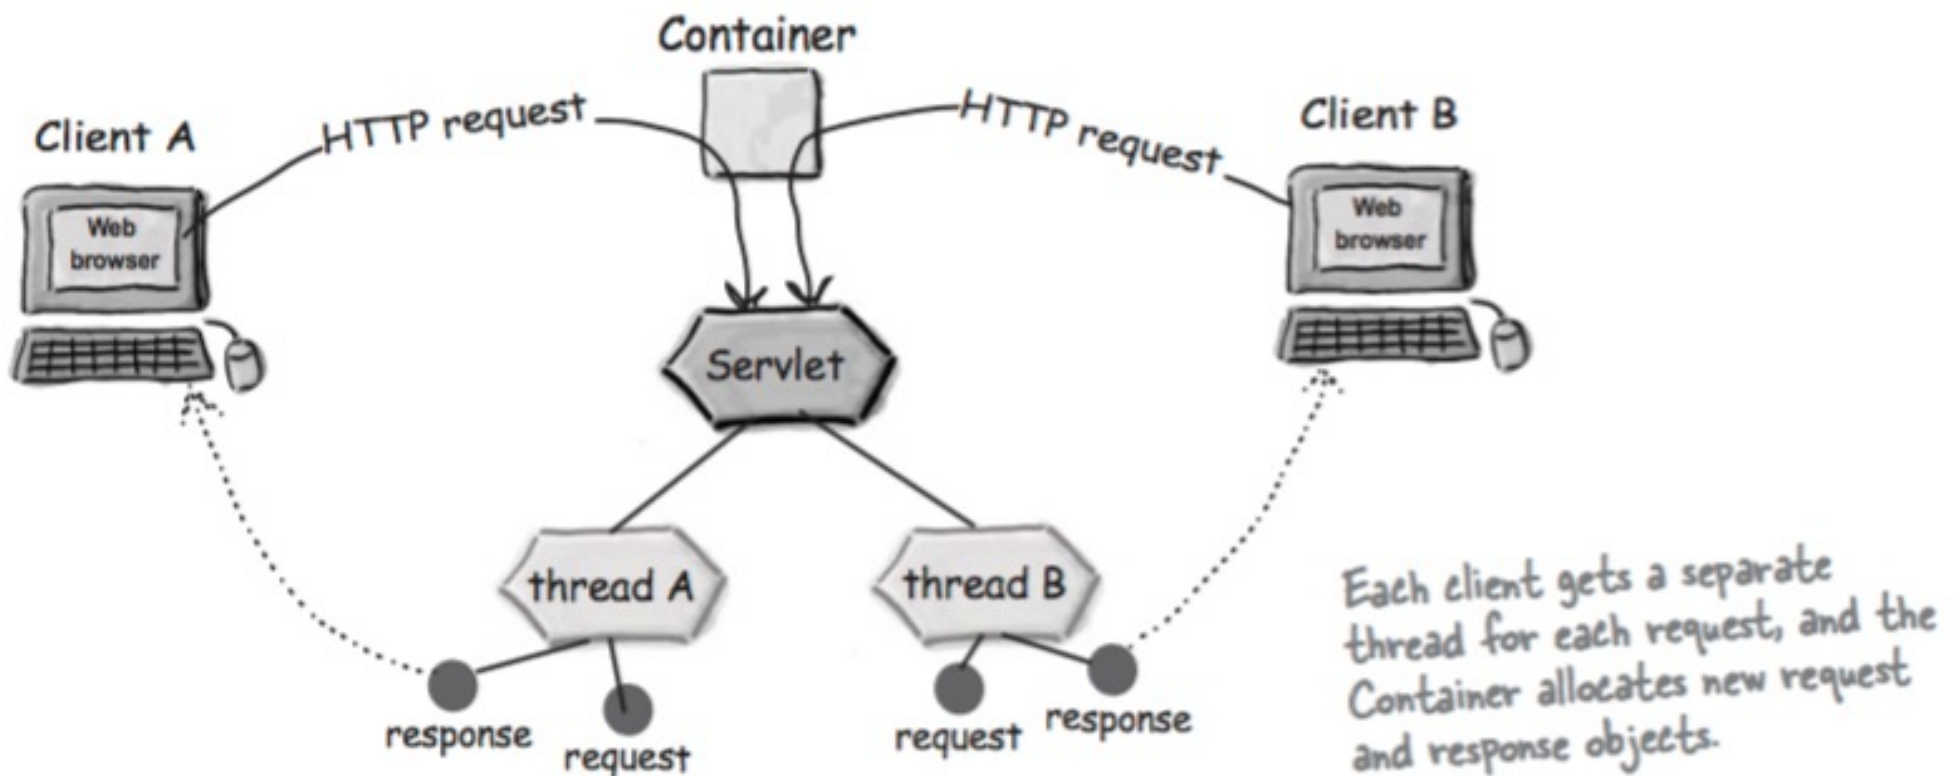 Container
Client A
HTTP request
HTTP request
Client B
Web
browser
Web
browser
Servlet
thread A
thread B
response
request
request
response
Each client gets a separate
thread for each request, and the
Container allocates new request
and response objects.